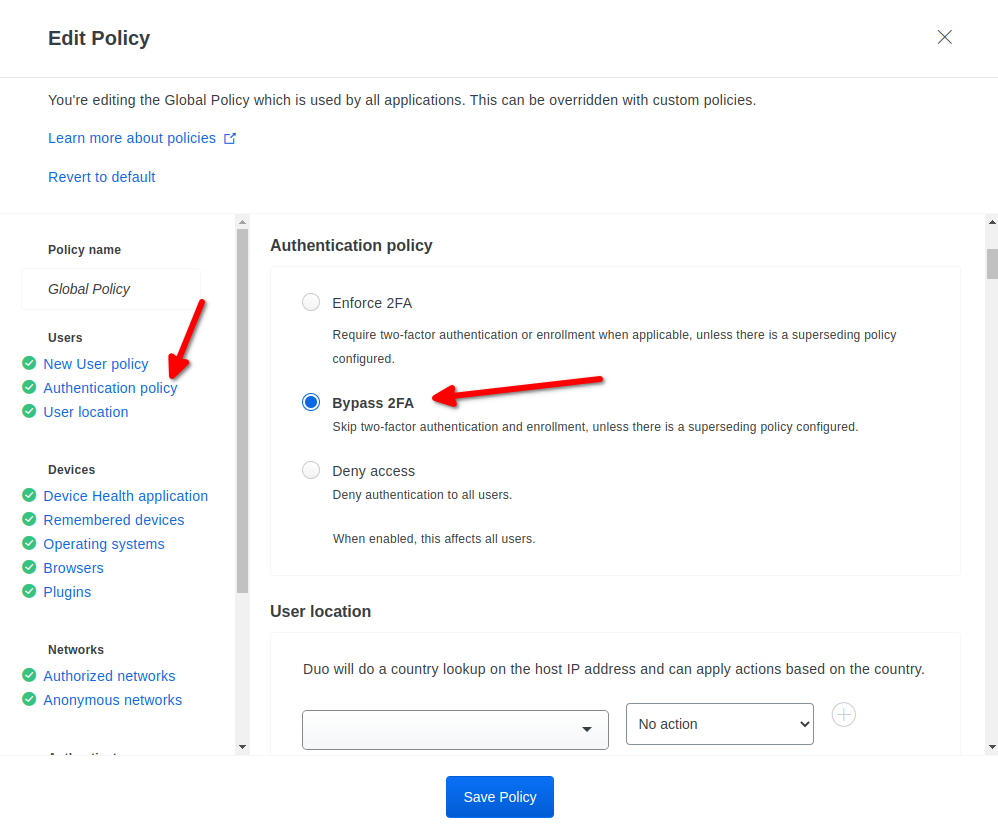 Edit Policy
You're editing the Global Policy which is used by all applications. This can be overridden with custom policies.
Learn more about policies
Revert to default
Policy name
Global Policy
Users
New User policy
Authentication policy
User location
Devices
Device Health application
Remembered devices
Operating systems
Browsers
Plugins
Networks
Authorized networks
Anonymous networks
Authentication policy
Enforce 2FA
Require two-factor authentication or enrollment when applicable, unless there is a superseding policy
configured.
Bypass 2FA
Skip two-factor authentication and enrollment, unless there is a superseding policy configured.
Deny access
Deny authentication to all users.
When enabled, this affects all users.
User location
Duo will do a country lookup on the host IP address and can apply actions based on the country.
No action
Save Policy